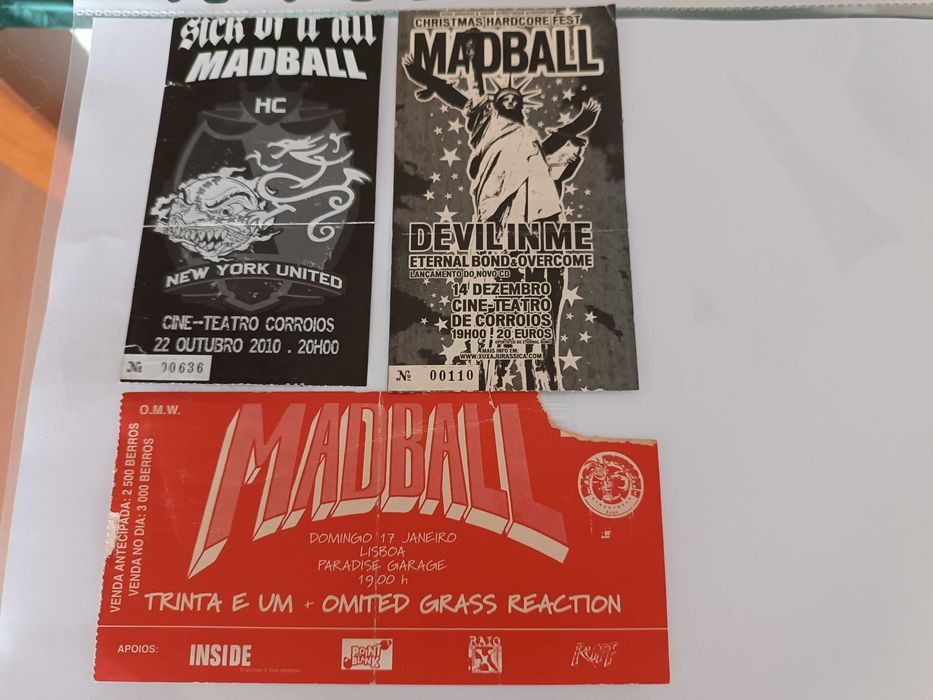 sick of it all
MADBALL
HC
NEW YORK UNITED
CINE-TEATRO CORROIOS
22 OUTUBRO 2010 . 20H00
Nº 00636
CHRISTMAS HARDCORE FEST
MADBALL
DEVIL IN ME
ETERNAL BOND & OVERCOME
LANÇAMENTO DO NOVO CD
14 DEZEMBRO
CINE-TEATRO
DE CORROIOS
19H00 | 20 EUROS
MAIS INFO EM:
WWW.XUXAJURASSICA.COM
Nº 00110
O.M.W.
VENDA ANTECIPADA: 2 500 BERROS
VENDA NO DIA: 3 000 BERROS
MADBALL
DOMINGO 17 JANEIRO
LISBOA
PARADISE GARAGE
19,00 h
TRINTA E UM + OMITED GRASS REACTION
APOIOS:
INSIDE
POINT BLANK
RAIO X